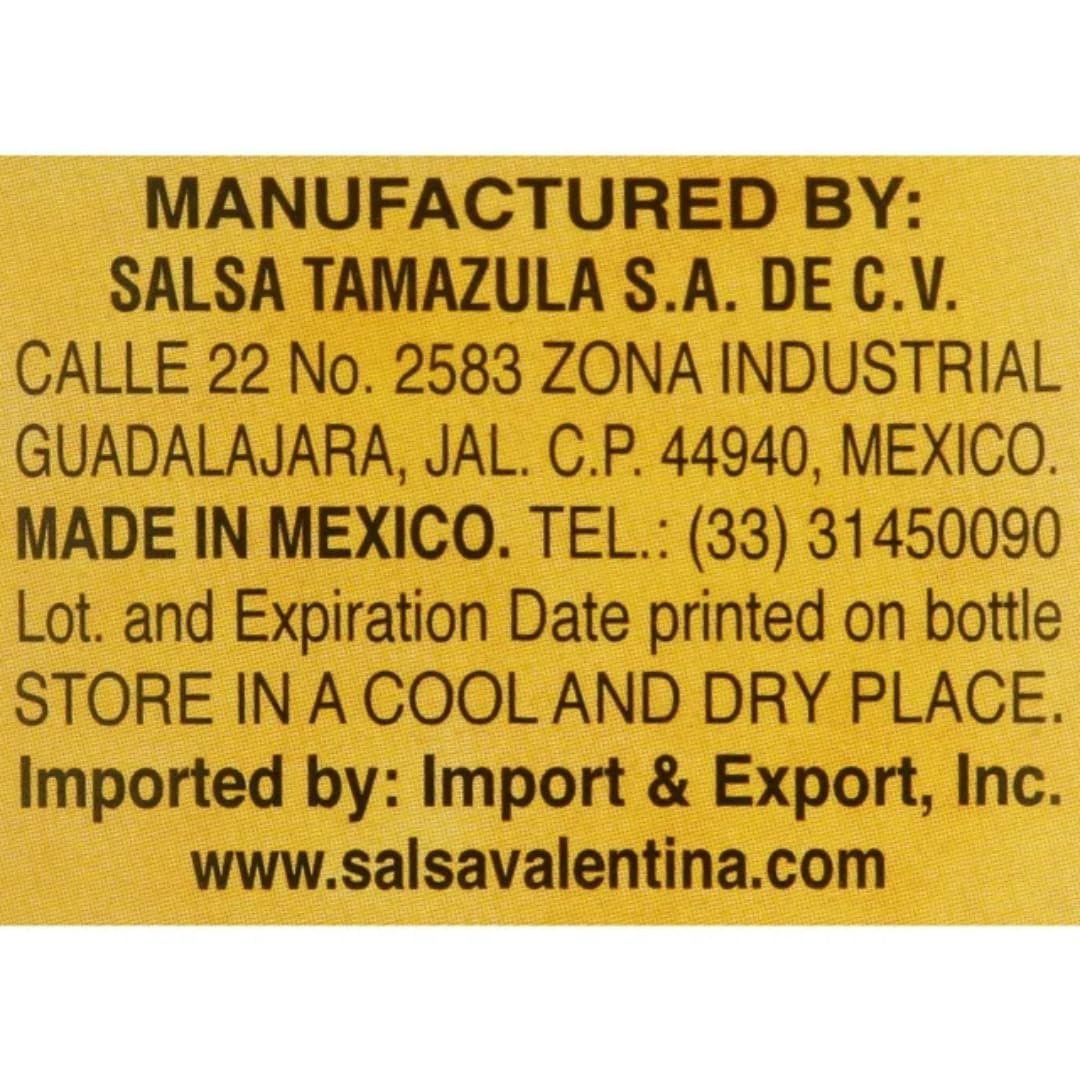 MANUFACTURED BY:
SALSA TAMAZULA S.A. DE C.V.
CALLE 22 No. 2583 ZONA INDUSTRIAL
GUADALAJARA, JAL. C.P. 44940, MEXICO.
MADE IN MEXICO. TEL.: (33) 31450090
Lot. and Expiration Date printed on bottle
STORE IN A COOL AND DRY PLACE.
Imported by: Import & Export, Inc.
www.salsavalentina.com